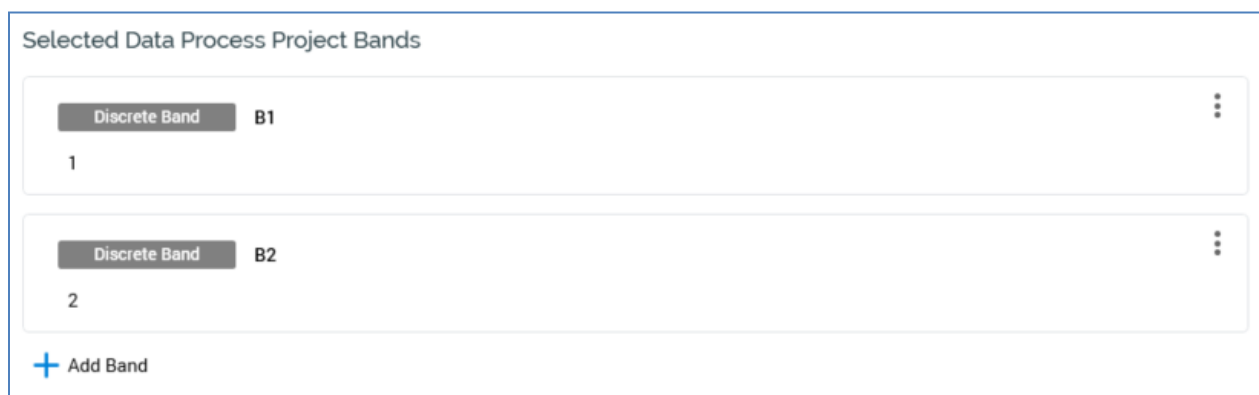 Selected Data Process Project Bands
Discrete Band B1
1
Discrete Band B2
2
Add Band